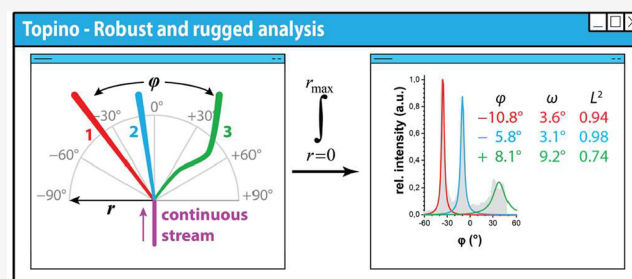 Topino - Robust and rugged analysis
φ
−30°
0°
+30°
1
2
3
−60°
+60°
−90°
+90°
r
continuous
stream
rmax
∫
r=0
rel. intensity (a.u.)
1,0
0,8
0,6
0,4
0,2
0,0
-60
-30
0
30
60
φ (°)
φ ω L²
−10.8° 3.6° 0.94
− 5.8° 3.1° 0.98
+ 8.1° 9.2° 0.74